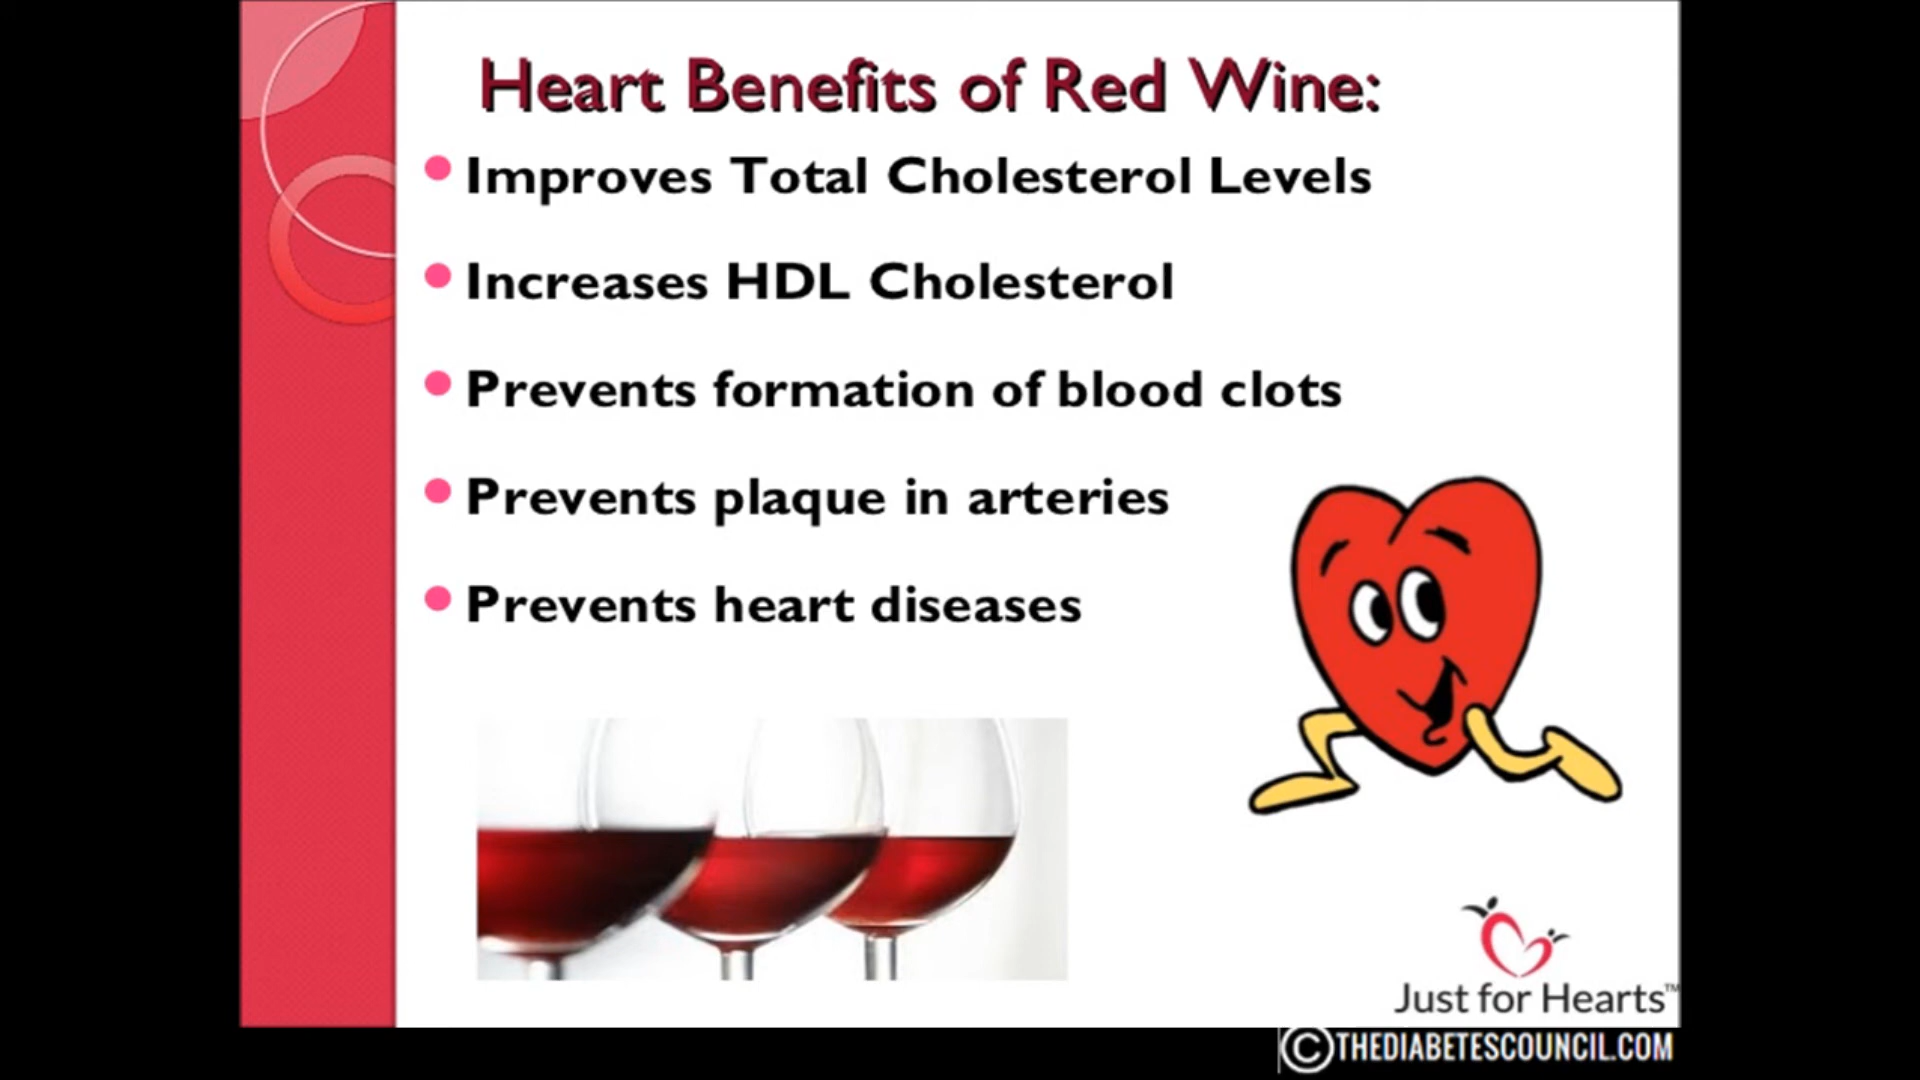 Heart Benefits of Red Wine:
Improves Total Cholesterol Levels
Increases HDL Cholesterol
Prevents formation of blood clots
Prevents plaque in arteries
Prevents heart diseases
Just for Hearts™
©THEDIABETESCOUNCIL.COM